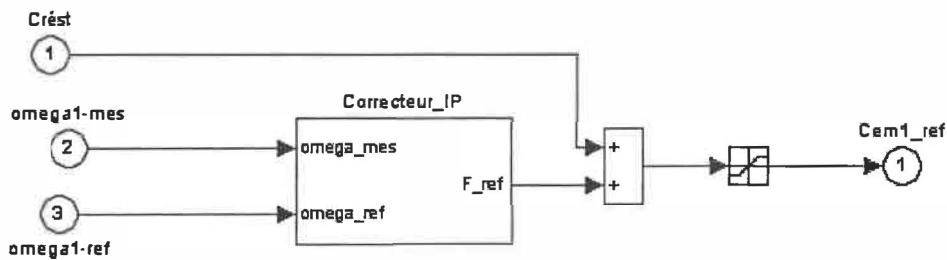 Crést
1
omega1-mes
2
3
omega1-ref
Correcteur_IP
omega_mes
omega_ref
F_ref
+
+
Cem1_ref
1